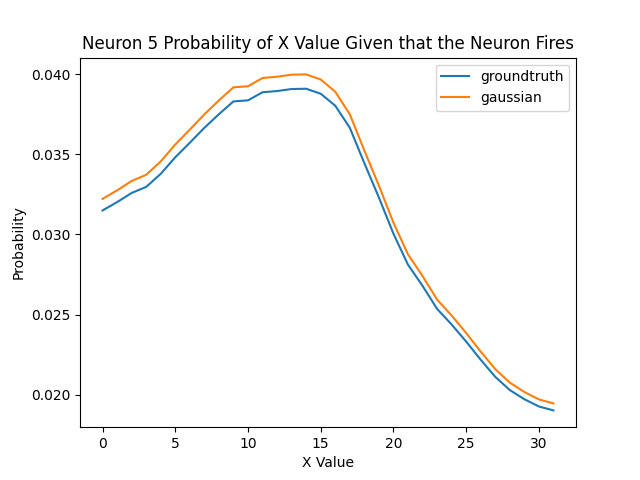 Neuron 5 Probability of X Value Given that the Neuron Fires
groundtruth
gaussian
Probability
0.040
0.035
0.030
0.025
0.020
0 5 10 15 20 25 30
X Value